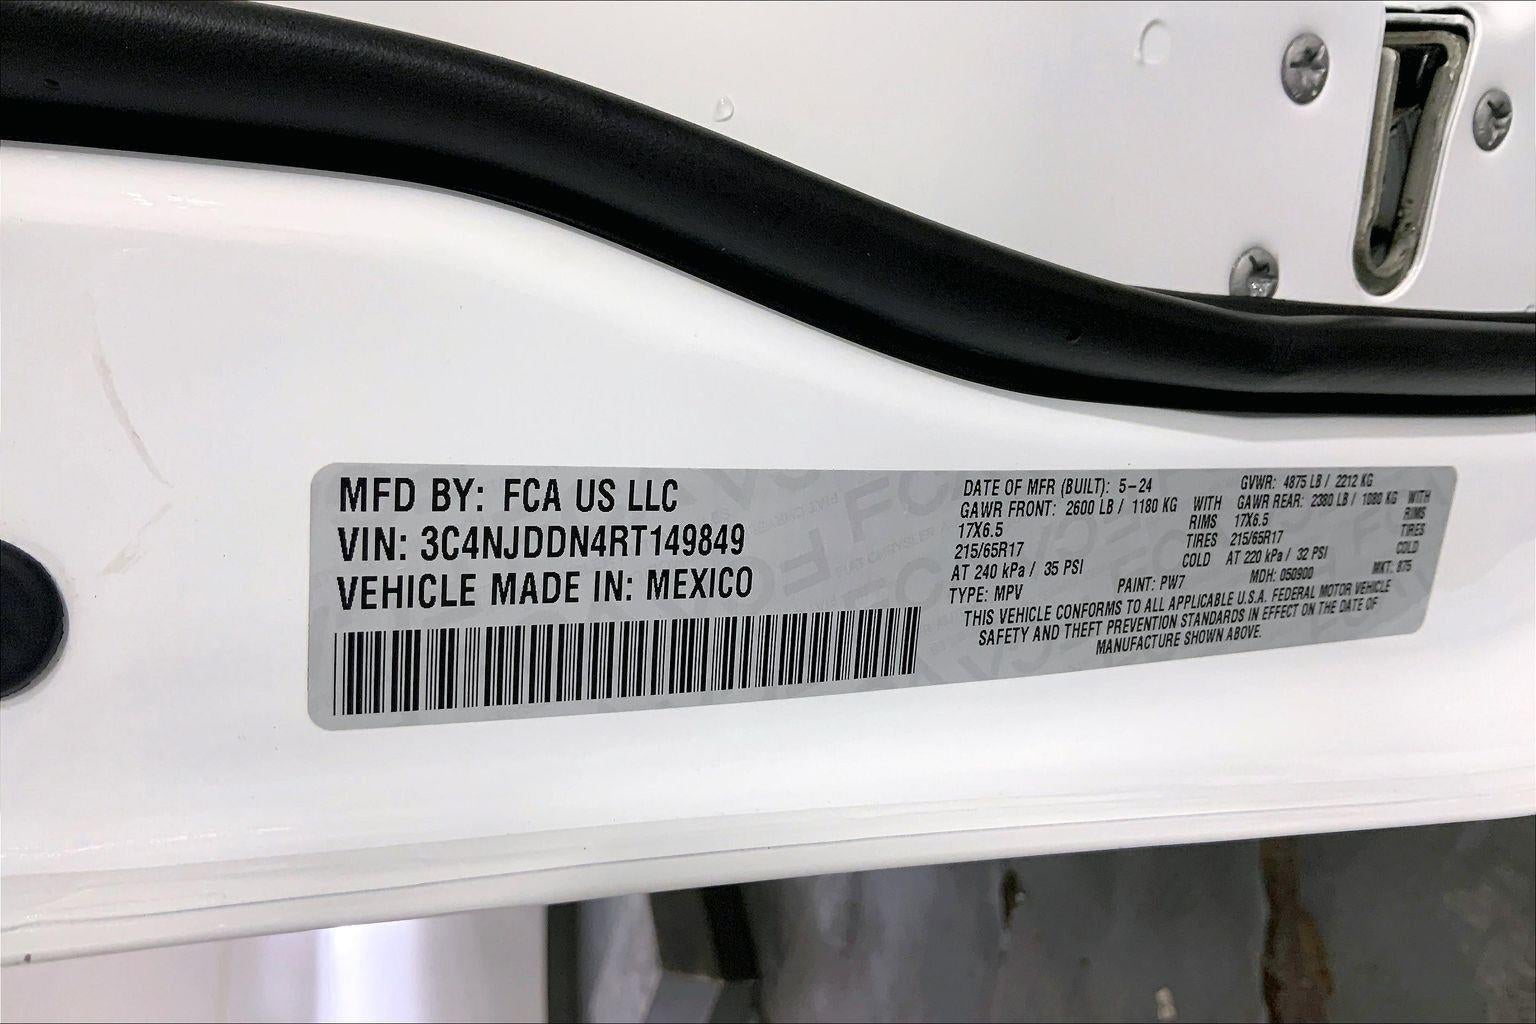 MFD BY: FCA US LLC
VIN: 3C4NJDDN4RT149849
VEHICLE MADE IN: MEXICO
DATE OF MFR (BUILT): 5-24 GVWR: 4875 LB / 2212 KG
GAWR FRONT: 2600 LB / 1180 KG WITH GAWR REAR: 2380 LB / 1080 KG WITH
17X6.5 RIMS 17X6.5 RIMS
215/65R17 TIRES 215/65R17 TIRES
AT 240 kPa / 35 PSI COLD AT 220 kPa / 32 PSI COLD
TYPE: MPV PAINT: PW7 MDH: 050900 MKT: 875
THIS VEHICLE CONFORMS TO ALL APPLICABLE U.S.A. FEDERAL MOTOR VEHICLE
SAFETY AND THEFT PREVENTION STANDARDS IN EFFECT ON THE DATE OF
MANUFACTURE SHOWN ABOVE.